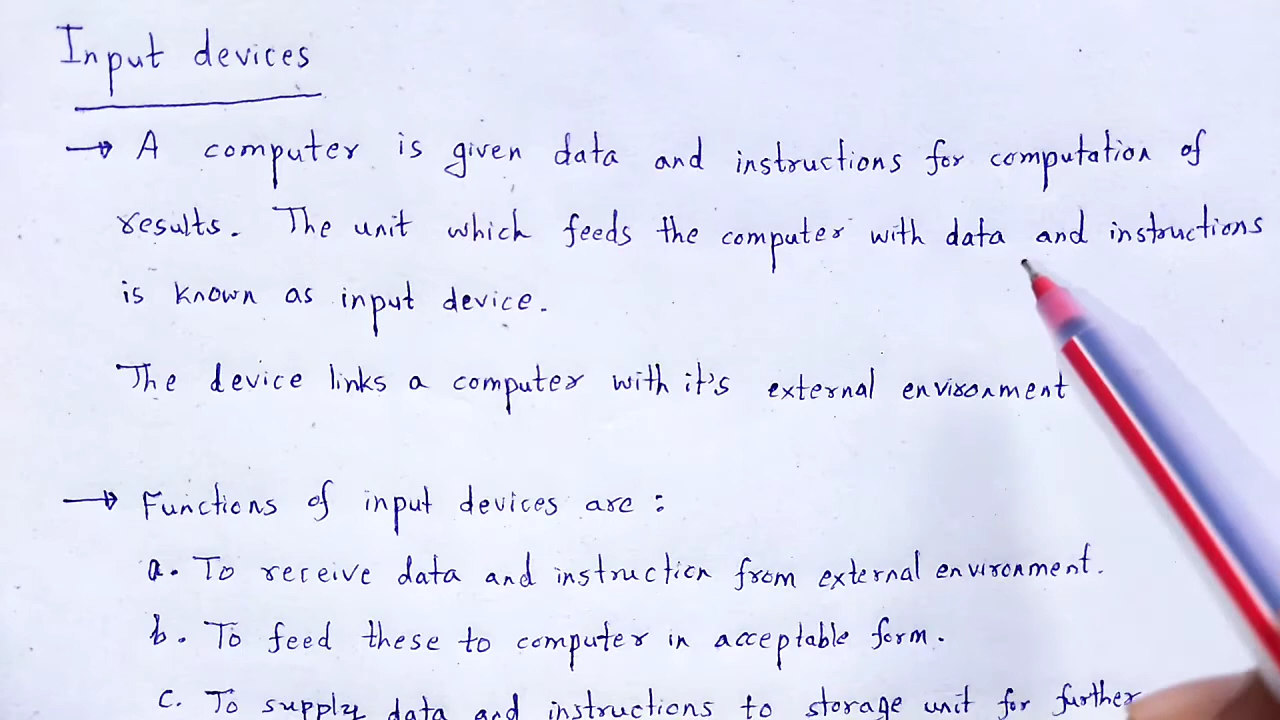 Input devices
→ A computer is given data and instructions for computation of
results. The unit which feeds the computer with data and instructions
is known as input device.
The device links a computer with it's external environment
→ Functions of input devices are :
a. To receive data and instruction from external environment.
b. To feed these to computer in acceptable form.
c. To supply data and instructions to storage unit for further